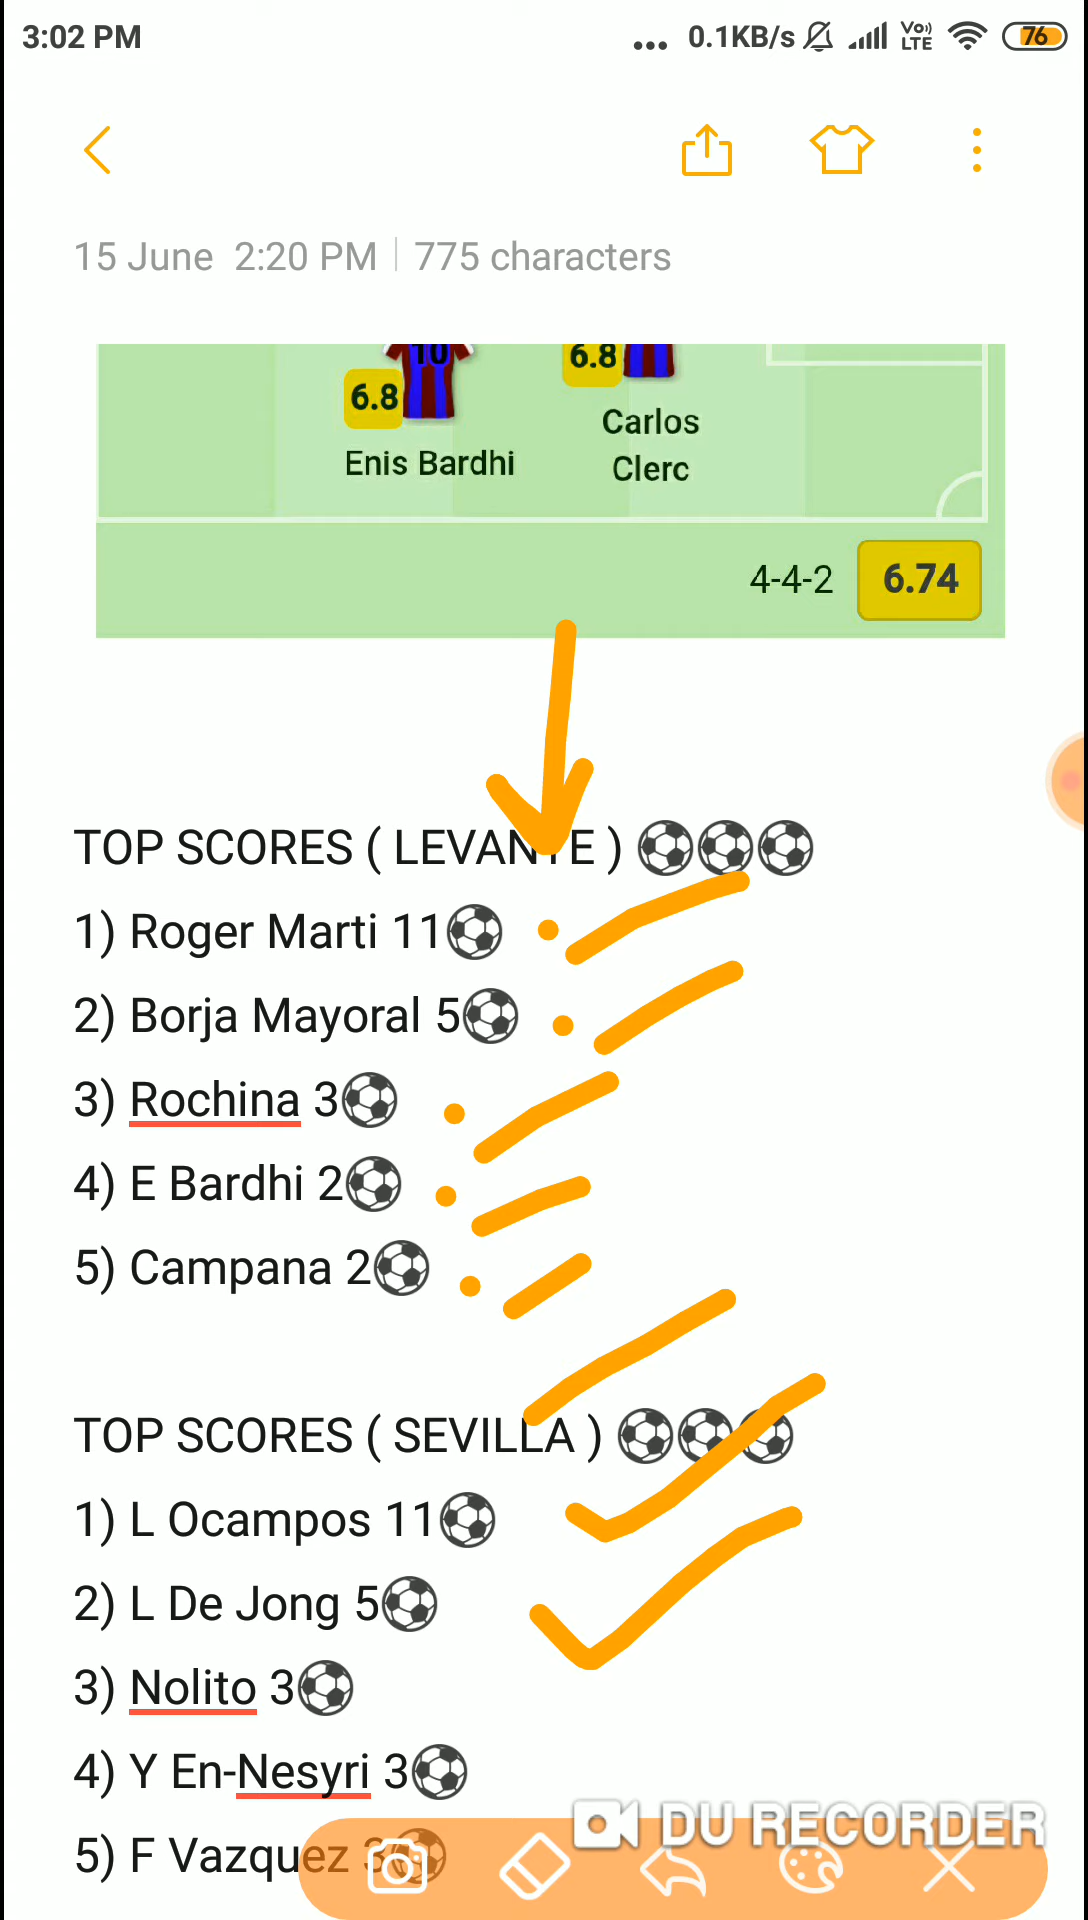 3:02 PM ... 0.1KB/s Vo)) LTE 76
15 June 2:20 PM | 775 characters
10
6.8 6.8
Carlos
Enis Bardhi Clerc
4-4-2 6.74
TOP SCORES ( LEVANTE ) ⚽⚽⚽
1) Roger Marti 11⚽
2) Borja Mayoral 5⚽
3) Rochina 3⚽
4) E Bardhi 2⚽
5) Campana 2⚽
TOP SCORES ( SEVILLA ) ⚽⚽⚽
1) L Ocampos 11⚽
2) L De Jong 5⚽
3) Nolito 3⚽
4) Y En-Nesyri 3⚽
DU RECORDER
5) F Vazquez 3⚽